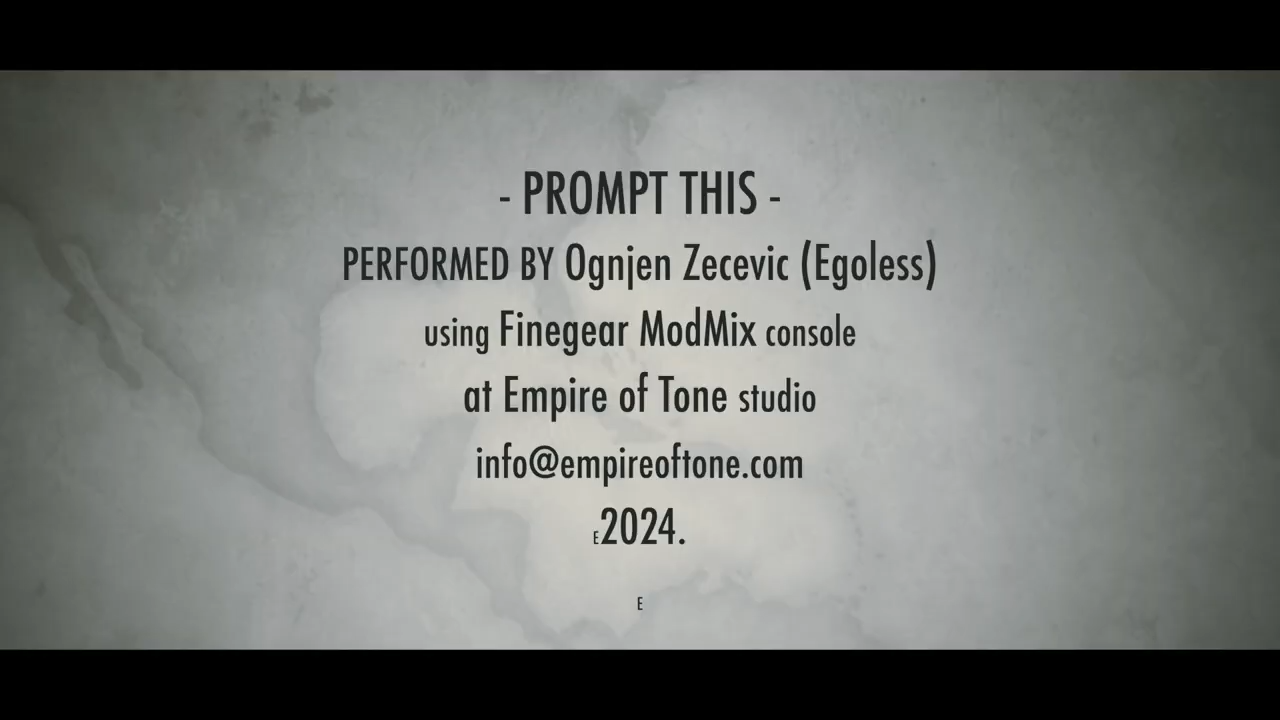 - PROMPT THIS -
PERFORMED BY Ognjen Zecevic (Egoless)
using Finegear ModMix console
at Empire of Tone studio
info@empireoftone.com
E2024.
E